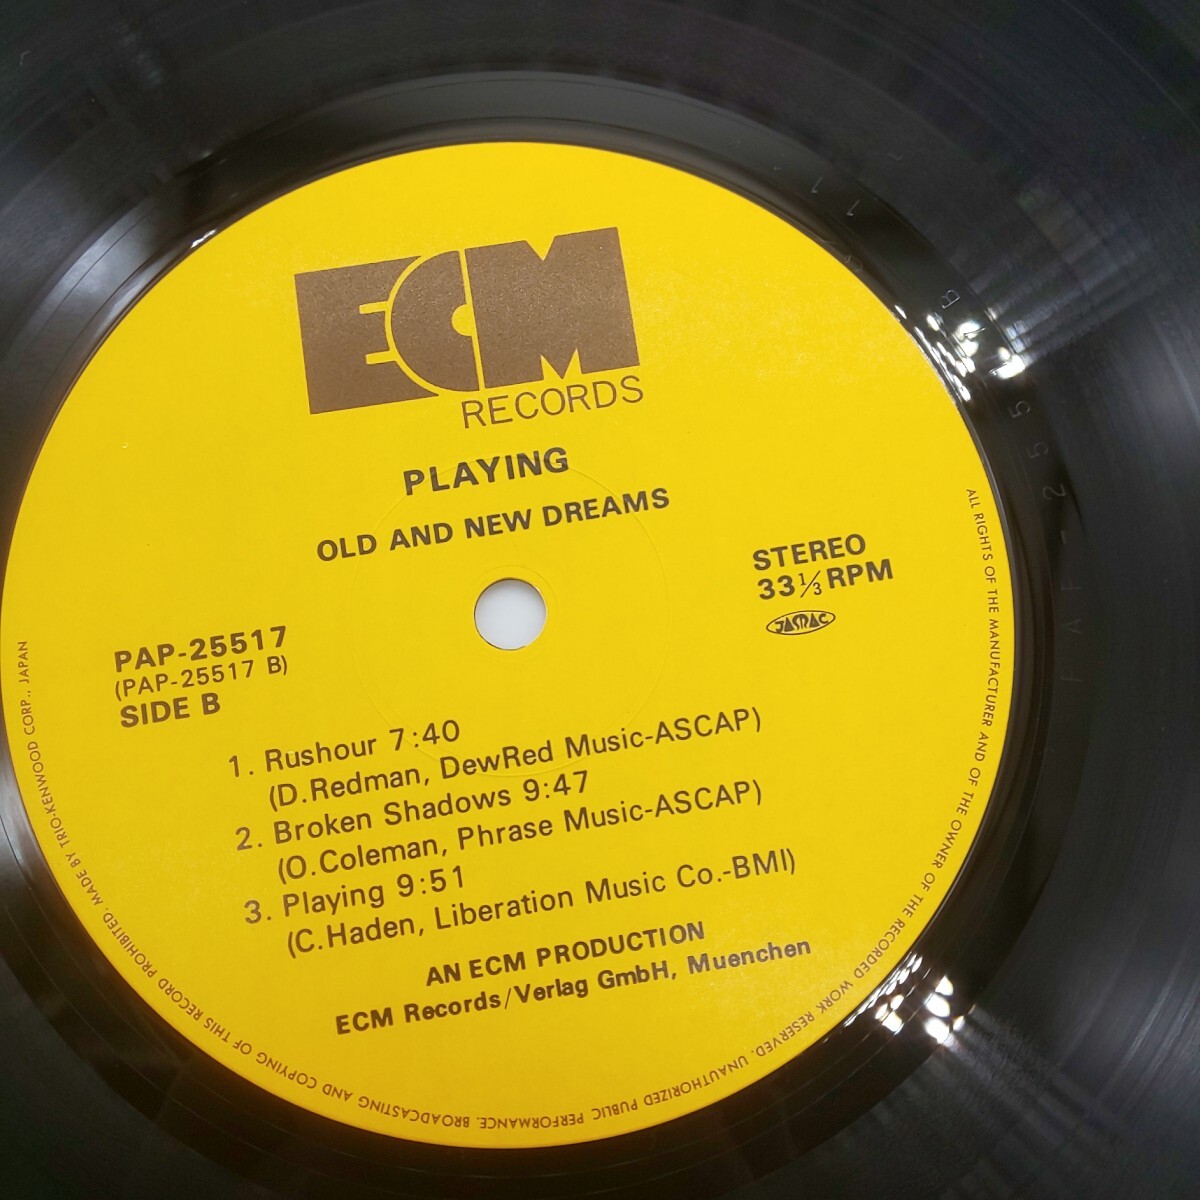 ECM
RECORDS
PLAYING
OLD AND NEW DREAMS
STEREO
33 1/3 RPM
JASRAC
PAP-25517
(PAP-25517 B)
SIDE B
1. Rushour 7:40
(D.Redman, DewRed Music-ASCAP)
2. Broken Shadows 9:47
(O.Coleman, Phrase Music-ASCAP)
3. Playing 9:51
(C.Haden, Liberation Music Co.-BMI)
AN ECM PRODUCTION
ECM Records/Verlag GmbH, Muenchen
ALL RIGHTS OF THE MANUFACTURER AND OF THE OWNER OF THE RECORDED WORK RESERVED. UNAUTHORIZED PUBLIC PERFORMANCE. BROADCASTING AND COPYING OF THIS RECORD PROHIBITED. MADE BY TRIO-KENWOOD CORP., JAPAN